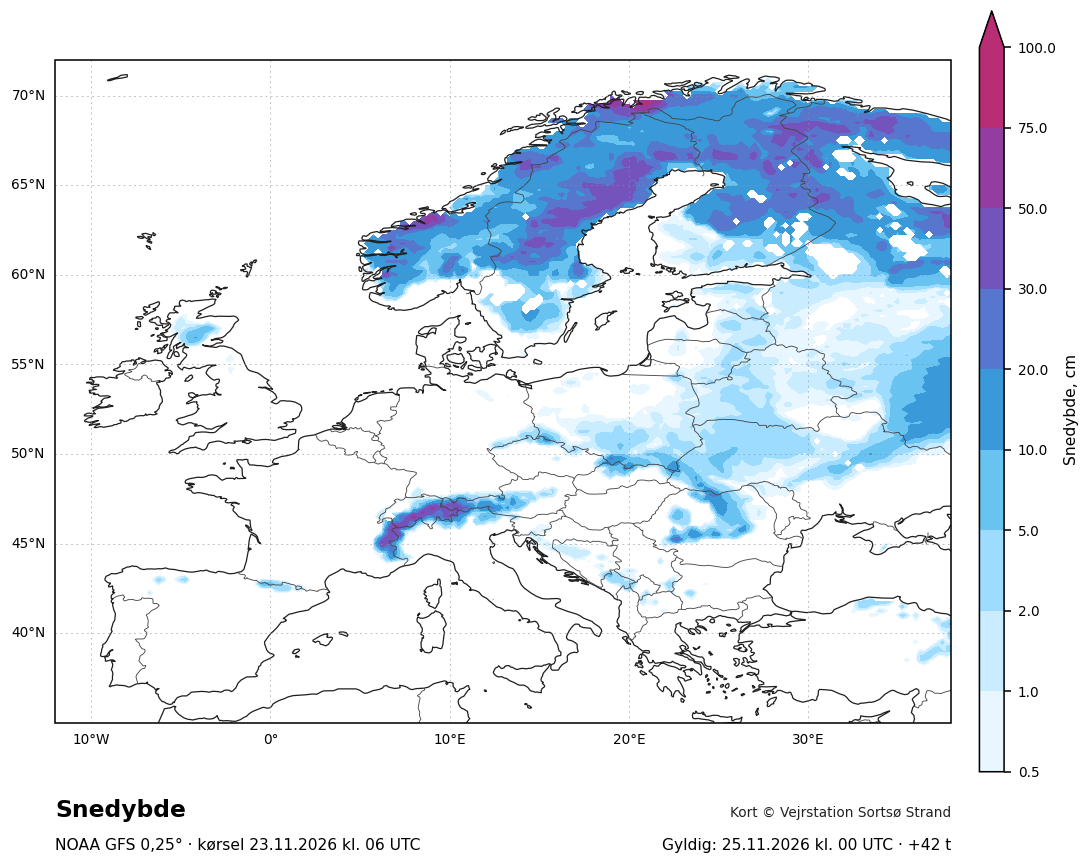 100.0
75.0
50.0
30.0
20.0
10.0
5.0
2.0
1.0
0.5
Snedybde, cm
70°N
65°N
60°N
55°N
50°N
45°N
40°N
10°W 0° 10°E 20°E 30°E
Snedybde
Kort © Vejrstation Sortsø Strand
NOAA GFS 0,25° · kørsel 23.11.2026 kl. 06 UTC
Gyldig: 25.11.2026 kl. 00 UTC · +42 t